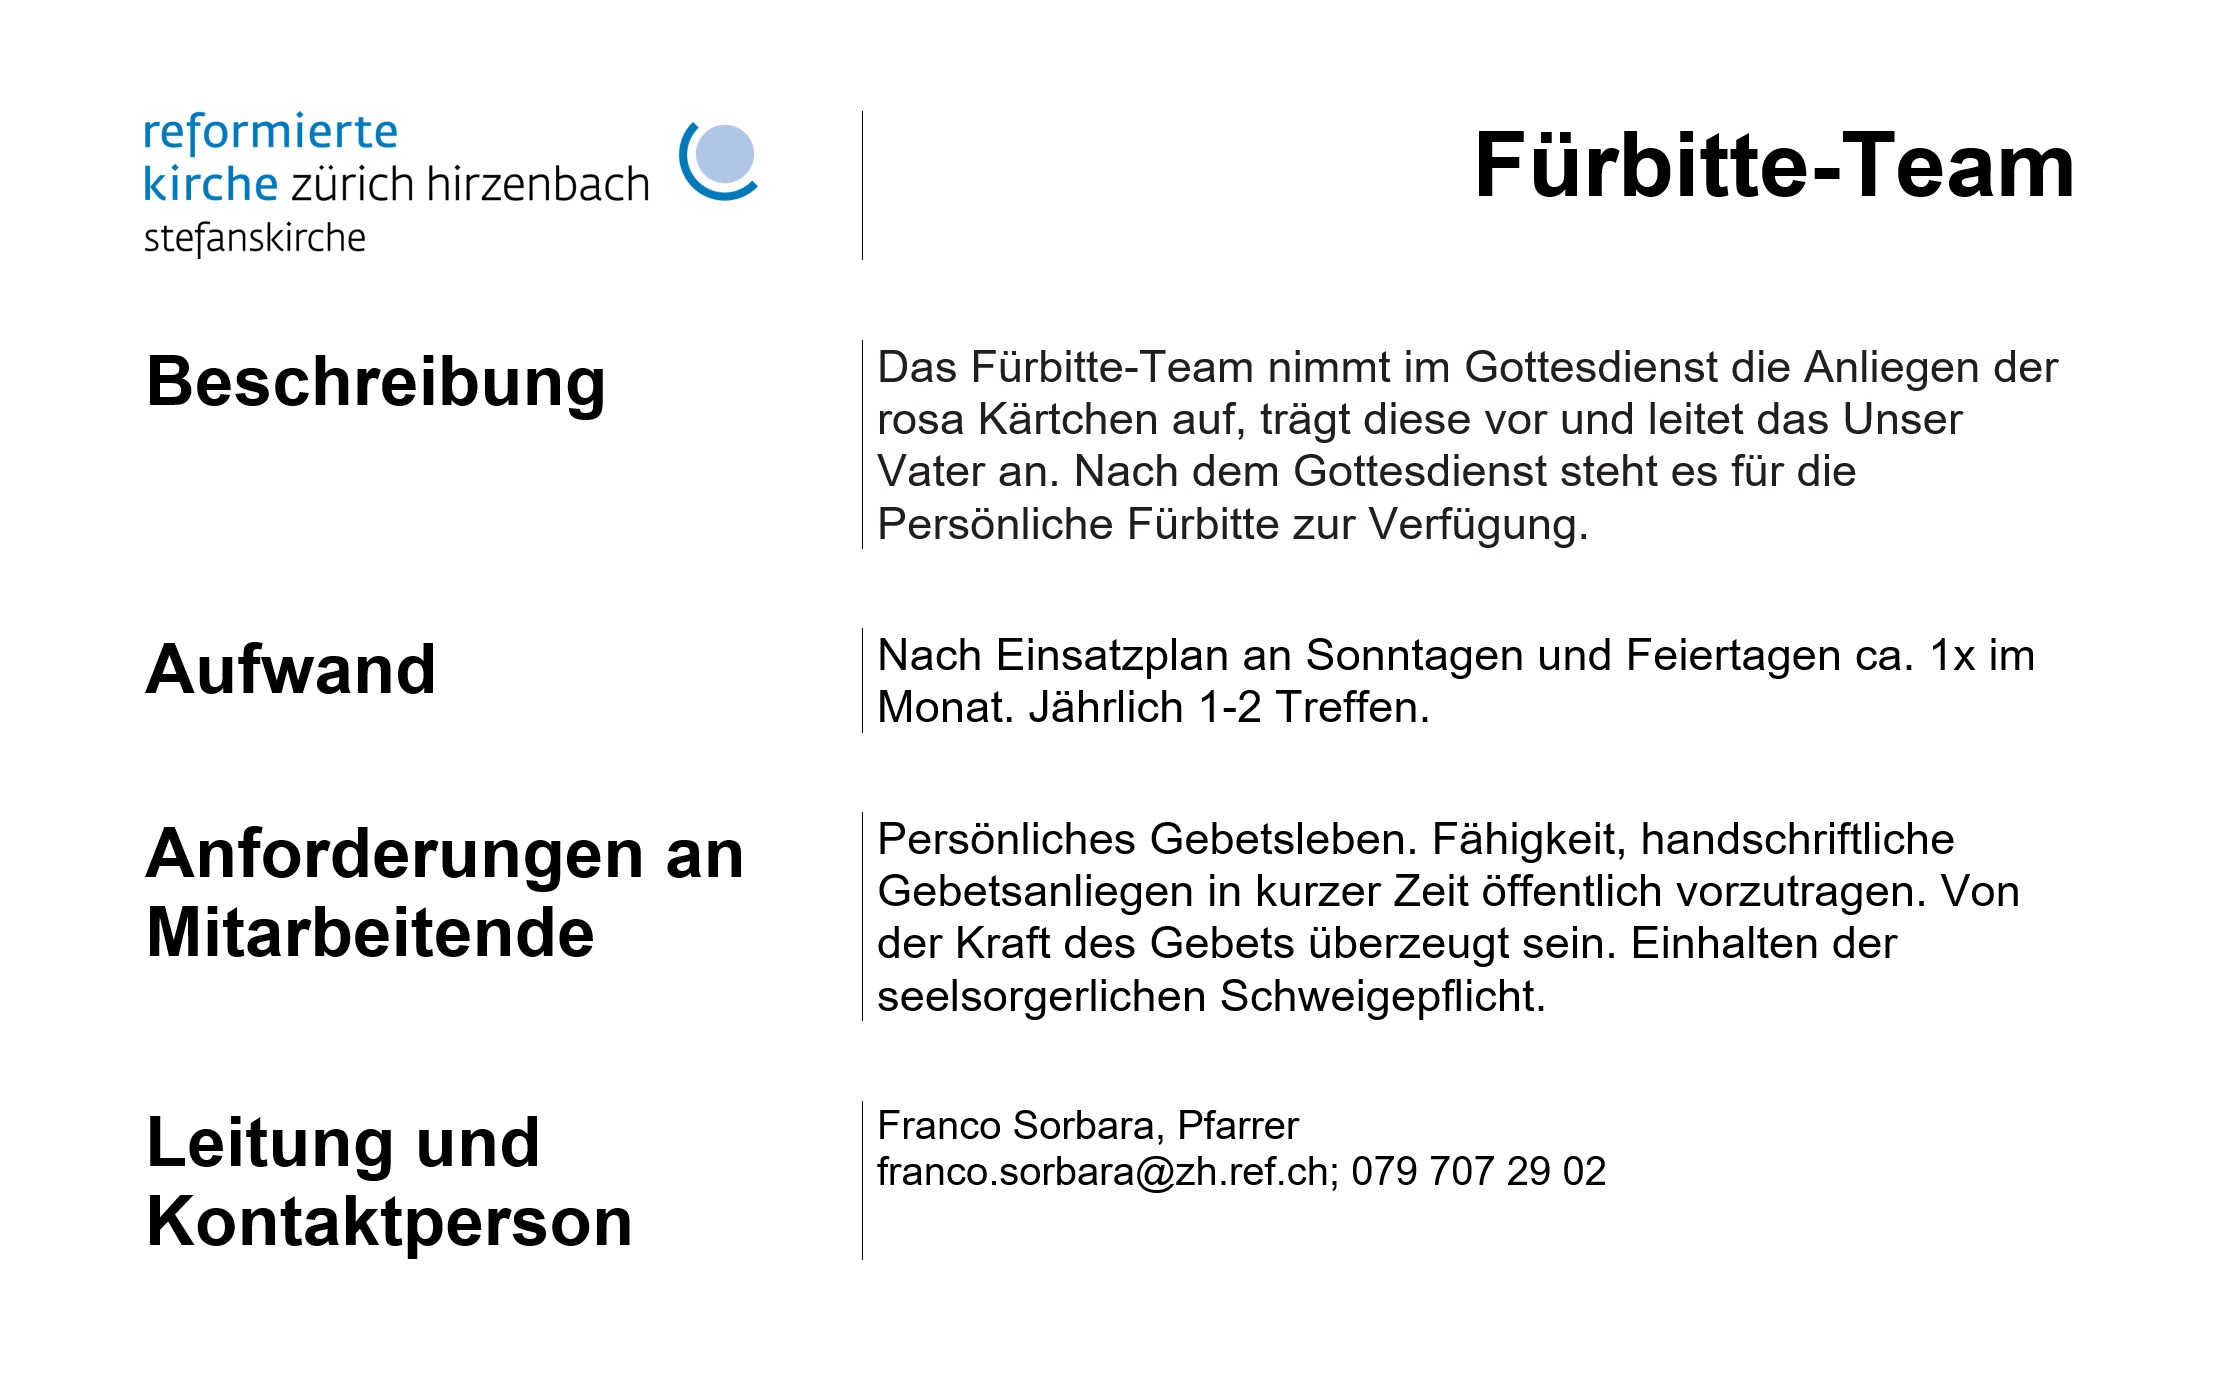 reformierte
kirche zürich hirzenbach
stefanskirche
Fürbitte-Team
Beschreibung
Das Fürbitte-Team nimmt im Gottesdienst die Anliegen der
rosa Kärtchen auf, trägt diese vor und leitet das Unser
Vater an. Nach dem Gottesdienst steht es für die
Persönliche Fürbitte zur Verfügung.
Aufwand
Nach Einsatzplan an Sonntagen und Feiertagen ca. 1x im
Monat. Jährlich 1-2 Treffen.
Anforderungen an
Mitarbeitende
Persönliches Gebetsleben. Fähigkeit, handschriftliche
Gebetsanliegen in kurzer Zeit öffentlich vorzutragen. Von
der Kraft des Gebets überzeugt sein. Einhalten der
seelsorgerlichen Schweigepflicht.
Leitung und
Kontaktperson
Franco Sorbara, Pfarrer
franco.sorbara@zh.ref.ch; 079 707 29 02